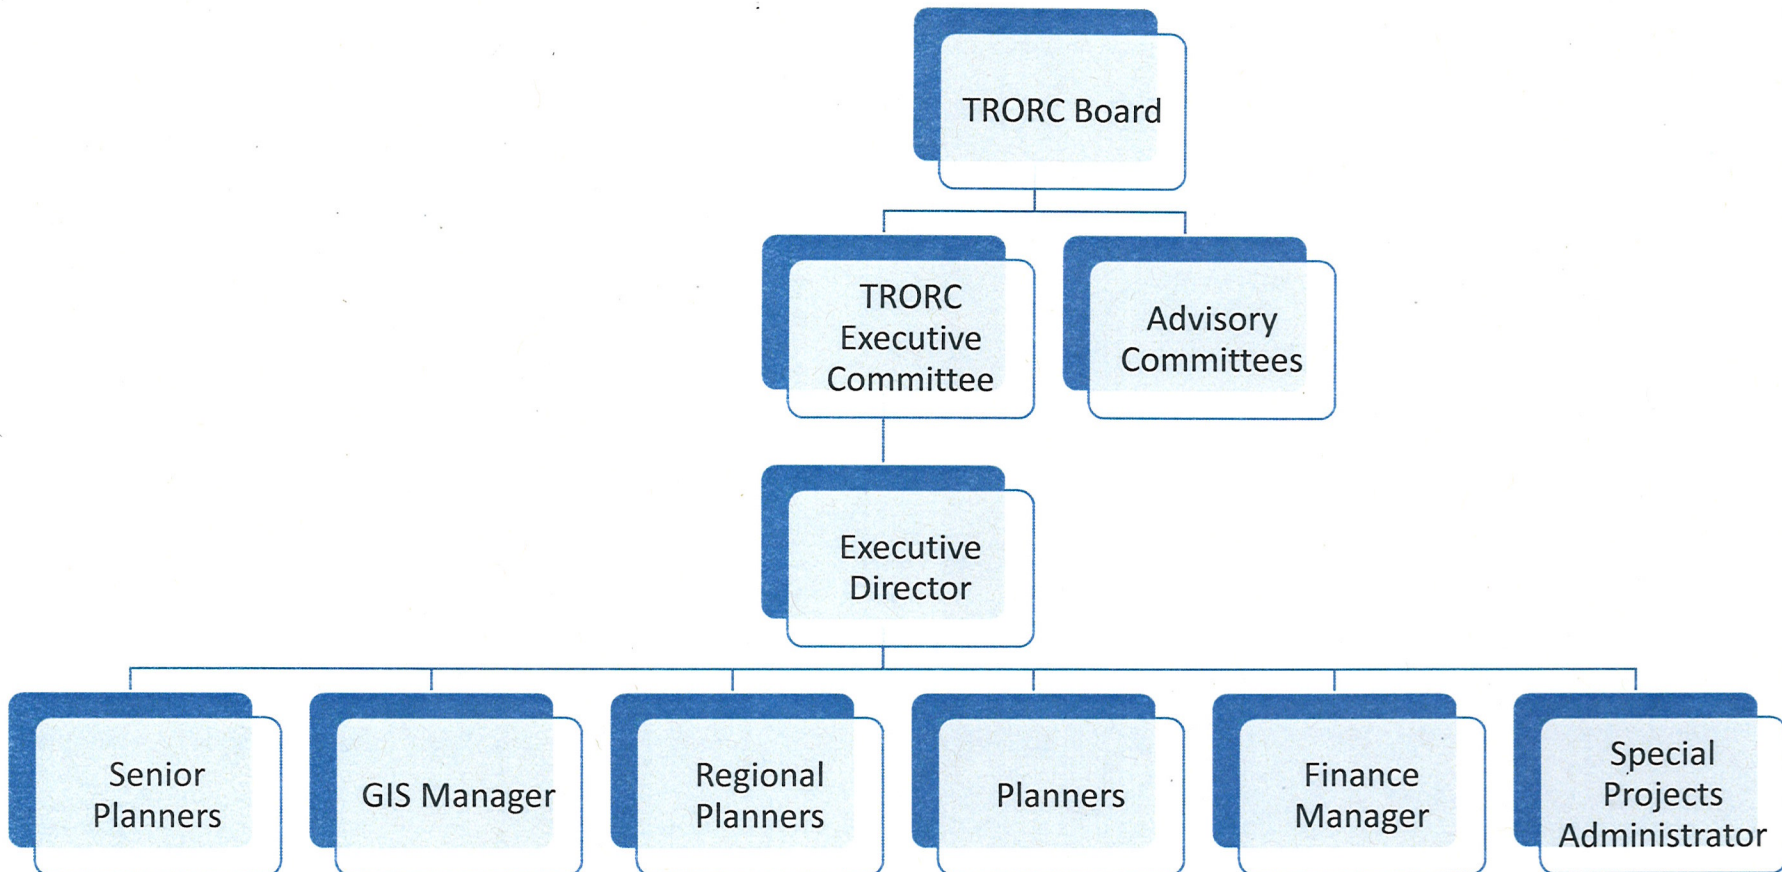 TRORC Board
TRORC
Executive
Committee
Advisory
Committees
Executive
Director
Senior
Planners
GIS Manager
Regional
Planners
Planners
Finance
Manager
Special
Projects
Administrator